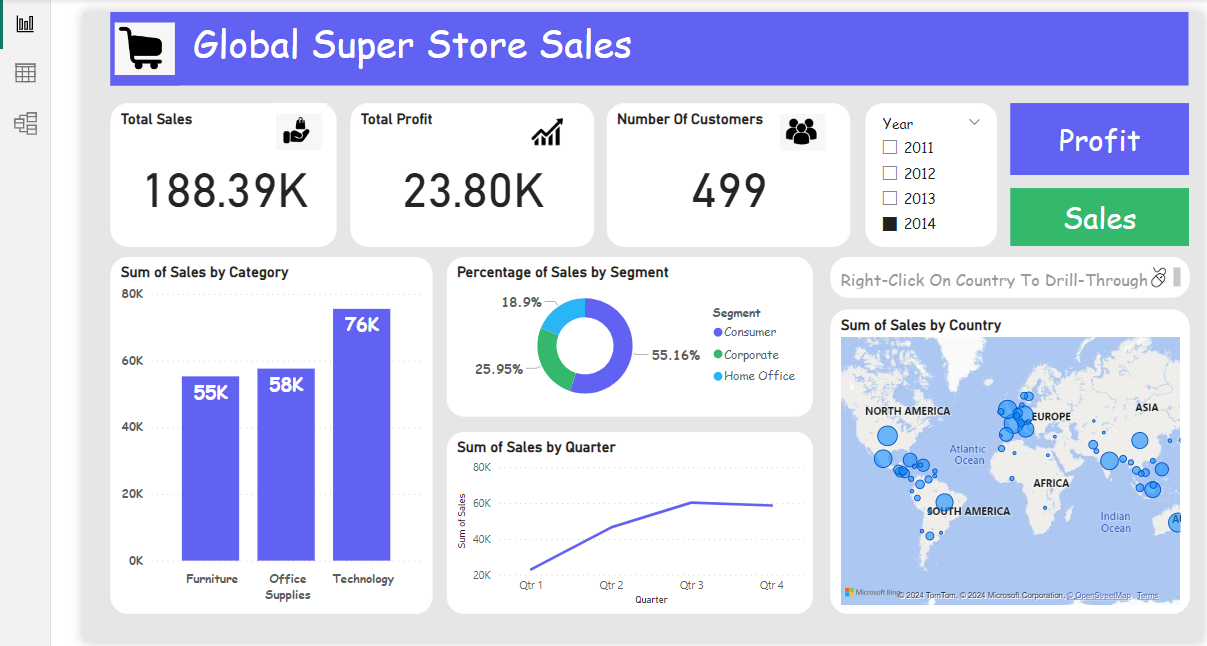 Global Super Store Sales
Total Sales
188.39K
Total Profit
23.80K
Number Of Customers
499
Year
2011
2012
2013
2014
Profit
Sales
Sum of Sales by Category
80K
60K
40K
20K
0K
55K
58K
76K
Furniture
Office
Supplies
Technology
Percentage of Sales by Segment
18.9%
25.95%
55.16%
Segment
Consumer
Corporate
Home Office
Sum of Sales by Quarter
Sum of Sales
80K
60K
40K
20K
Qtr 1
Qtr 2
Qtr 3
Qtr 4
Quarter
Right-Click On Country To Drill-Through
Sum of Sales by Country
NORTH AMERICA
EUROPE
ASIA
Atlantic
Ocean
AFRICA
SOUTH AMERICA
Indian
Ocean
Microsoft Bing
© 2024 TomTom, © 2024 Microsoft Corporation, © OpenStreetMap Terms